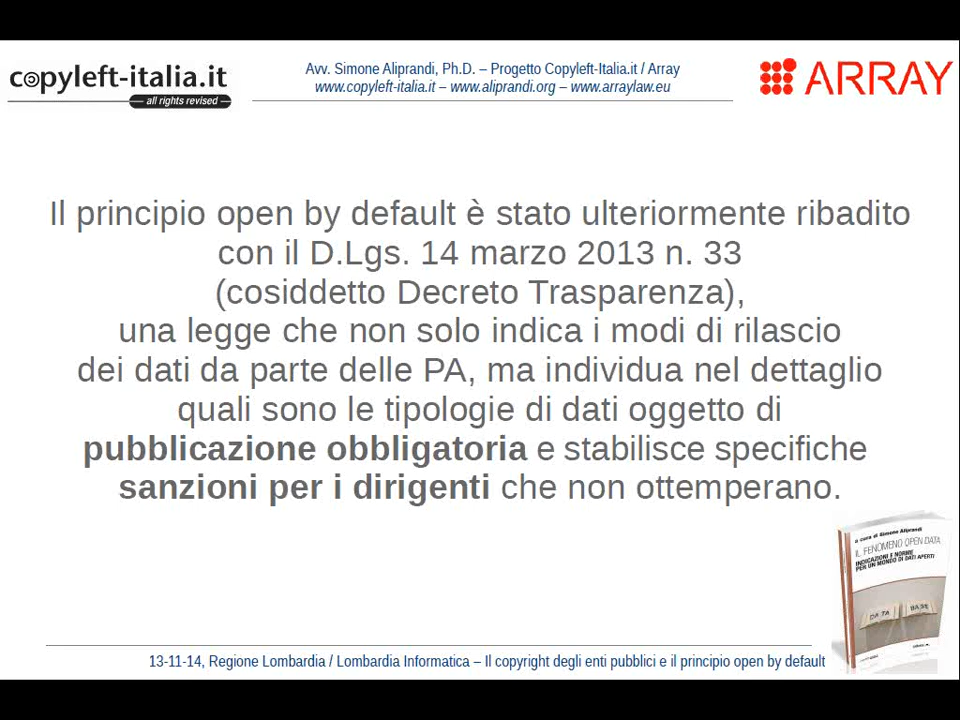 copyleft-italia.it
all rights revised
Avv. Simone Aliprandi, Ph.D. – Progetto Copyleft-Italia.it / Array
www.copyleft-italia.it – www.aliprandi.org – www.arraylaw.eu
ARRAY
Il principio open by default è stato ulteriormente ribadito
con il D.Lgs. 14 marzo 2013 n. 33
(cosiddetto Decreto Trasparenza),
una legge che non solo indica i modi di rilascio
dei dati da parte delle PA, ma individua nel dettaglio
quali sono le tipologie di dati oggetto di
pubblicazione obbligatoria e stabilisce specifiche
sanzioni per i dirigenti che non ottemperano.
a cura di Simone Aliprandi
IL FENOMENO OPEN DATA
INDICAZIONI E NORME
PER UN MONDO DI DATI APERTI
DA TA BA SE
13-11-14, Regione Lombardia / Lombardia Informatica – Il copyright degli enti pubblici e il principio open by default